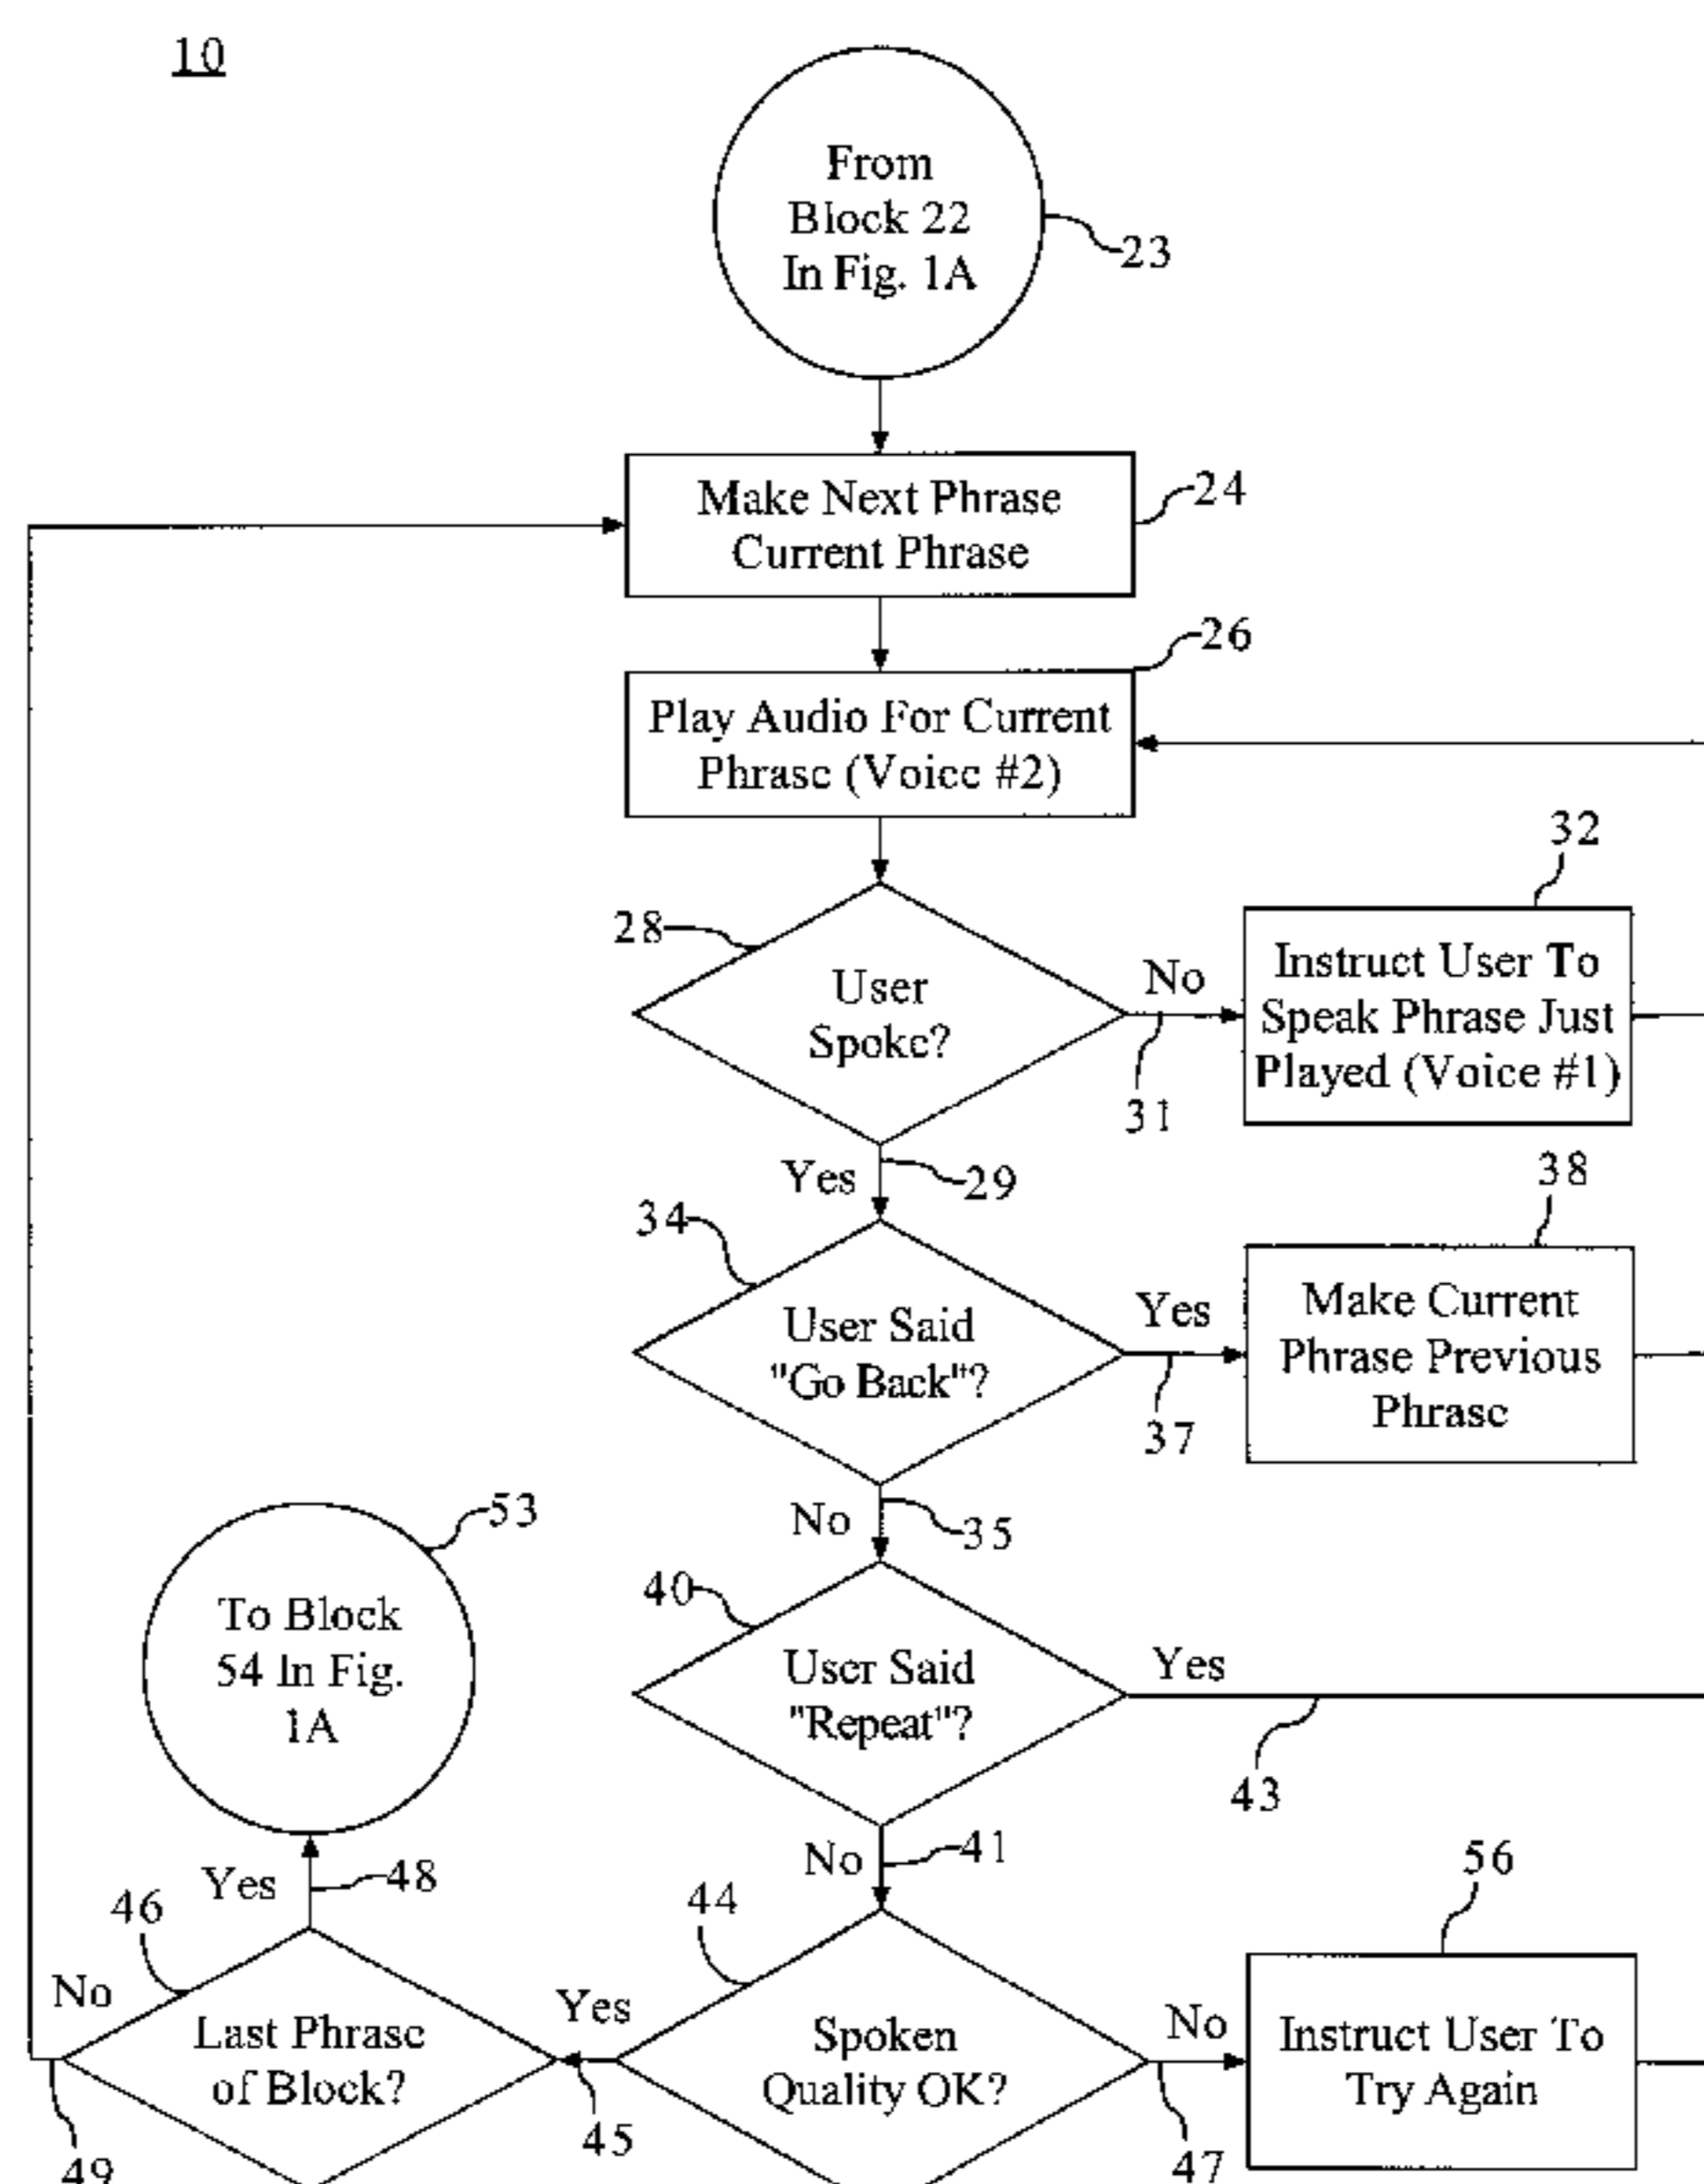 10
From
Block 22
In Fig. 1A
23
Make Next Phrase
Current Phrase
24
26
Play Audio For Current
Phrase (Voice #2)
32
28
User
Spoke?
No
31
Instruct User To
Speak Phrase Just
Played (Voice #1)
Yes
29
38
34
User Said
"Go Back"?
Yes
37
Make Current
Phrase Previous
Phrase
No
35
53
To Block
54 In Fig.
1A
40
User Said
"Repeat"?
Yes
43
No
41
56
Yes
48
46
44
No
Last Phrase
of Block?
49
Yes
45
Spoken
Quality OK?
No
47
Instruct User To
Try Again